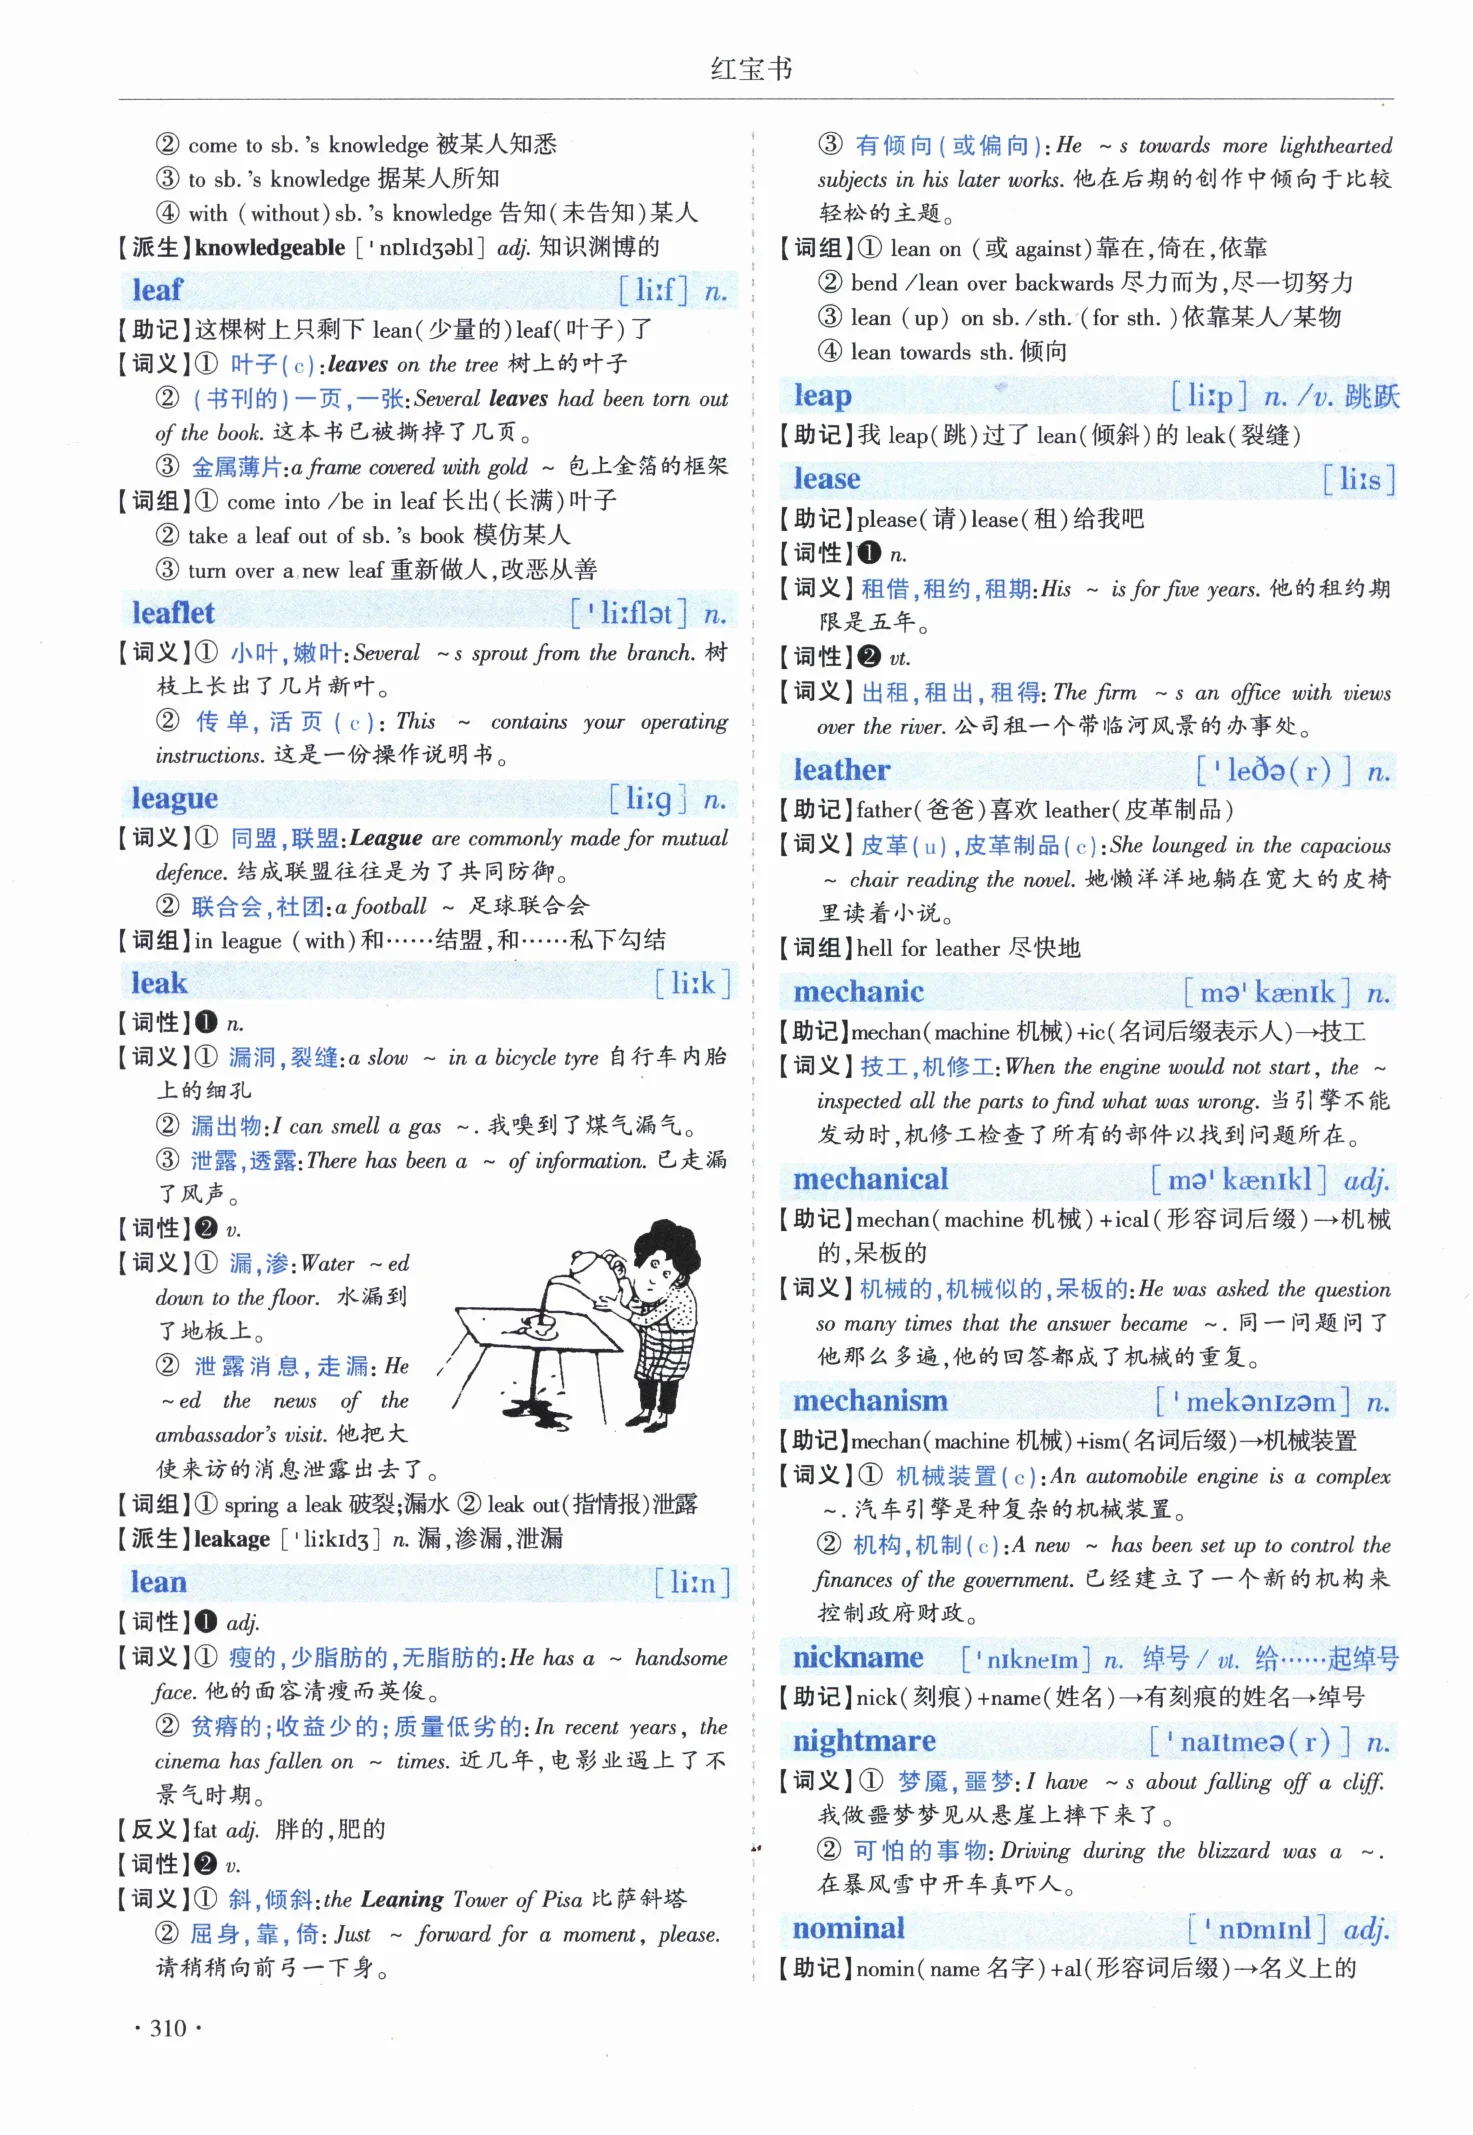 红宝书
② come to sb. 's knowledge 被某人知悉
③ to sb. 's knowledge 据某人所知
④ with (without) sb. 's knowledge 告知(未告知)某人
【派生】knowledgeable [ˈnɒlɪdʒəbl] adj. 知识渊博的
leaf [liːf] n.
【助记】这棵树上只剩下 lean(少量的)leaf(叶子)了
【词义】① 叶子(c):leaves on the tree 树上的叶子
② (书刊的)一页,一张:Several leaves had been torn out
of the book. 这本书已被撕掉了几页。
③ 金属薄片:a frame covered with gold ~ 包上金箔的框架
【词组】① come into /be in leaf 长出(长满)叶子
② take a leaf out of sb. 's book 模仿某人
③ turn over a new leaf 重新做人,改恶从善
leaflet [ˈliːflət] n.
【词义】① 小叶,嫩叶:Several ~s sprout from the branch. 树
枝上长出了几片新叶。
② 传单,活页(c): This ~ contains your operating
instructions. 这是一份操作说明书。
league [liːg] n.
【词义】① 同盟,联盟:League are commonly made for mutual
defence. 结成联盟往往是为了共同防御。
② 联合会,社团:a football ~ 足球联合会
【词组】in league (with)和……结盟,和……私下勾结
leak [liːk]
【词性】❶ n.
【词义】① 漏洞,裂缝:a slow ~ in a bicycle tyre 自行车内胎
上的细孔
② 漏出物:I can smell a gas ~. 我嗅到了煤气漏气。
③ 泄露,透露:There has been a ~ of information. 已走漏
了风声。
【词性】❷ v.
【词义】① 漏,渗:Water ~ed
down to the floor. 水漏到
了地板上。
② 泄露消息,走漏: He
~ed the news of the
ambassador's visit. 他把大
使来访的消息泄露出去了。
【词组】① spring a leak 破裂;漏水 ② leak out(指情报)泄露
【派生】leakage [ˈliːkɪdʒ] n. 漏,渗漏,泄漏
lean [liːn]
【词性】❶ adj.
【词义】① 瘦的,少脂肪的,无脂肪的:He has a ~ handsome
face. 他的面容清瘦而英俊。
② 贫瘠的;收益少的;质量低劣的:In recent years, the
cinema has fallen on ~ times. 近几年,电影业遇上了不
景气时期。
【反义】fat adj. 胖的,肥的
【词性】❷ v.
【词义】① 斜,倾斜:the Leaning Tower of Pisa 比萨斜塔
② 屈身,靠,倚: Just ~ forward for a moment, please.
请稍稍向前弓一下身。
③ 有倾向(或偏向):He ~s towards more lighthearted
subjects in his later works. 他在后期的创作中倾向于比较
轻松的主题。
【词组】① lean on (或 against)靠在,倚在,依靠
② bend /lean over backwards 尽力而为,尽一切努力
③ lean (up) on sb. /sth. (for sth. )依靠某人/某物
④ lean towards sth. 倾向
leap [liːp] n. /v. 跳跃
【助记】我 leap(跳)过了 lean(倾斜)的 leak(裂缝)
lease [liːs]
【助记】please(请)lease(租)给我吧
【词性】❶ n.
【词义】租借,租约,租期:His ~ is for five years. 他的租约期
限是五年。
【词性】❷ vt.
【词义】出租,租出,租得: The firm ~s an office with views
over the river. 公司租一个带临河风景的办事处。
leather [ˈleðə(r)] n.
【助记】father(爸爸)喜欢 leather(皮革制品)
【词义】皮革(u),皮革制品(c):She lounged in the capacious
~ chair reading the novel. 她懒洋洋地躺在宽大的皮椅
里读着小说。
【词组】hell for leather 尽快地
mechanic [məˈkænɪk] n.
【助记】mechan(machine 机械)+ic(名词后缀表示人)→技工
【词义】技工,机修工:When the engine would not start, the ~
inspected all the parts to find what was wrong. 当引擎不能
发动时,机修工检查了所有的部件以找到问题所在。
mechanical [məˈkænɪkl] adj.
【助记】mechan(machine 机械)+ical(形容词后缀)→机械
的,呆板的
【词义】机械的,机械似的,呆板的:He was asked the question
so many times that the answer became ~. 同一问题问了
他那么多遍,他的回答都成了机械的重复。
mechanism [ˈmekənɪzəm] n.
【助记】mechan(machine 机械)+ism(名词后缀)→机械装置
【词义】① 机械装置(c):An automobile engine is a complex
~. 汽车引擎是种复杂的机械装置。
② 机构,机制(c):A new ~ has been set up to control the
finances of the government. 已经建立了一个新的机构来
控制政府财政。
nickname [ˈnɪkneɪm] n. 绰号 / vt. 给……起绰号
【助记】nick(刻痕)+name(姓名)→有刻痕的姓名→绰号
nightmare [ˈnaɪtmeə(r)] n.
【词义】① 梦魇,噩梦:I have ~s about falling off a cliff.
我做噩梦梦见从悬崖上摔下来了。
② 可怕的事物: Driving during the blizzard was a ~.
在暴风雪中开车真吓人。
nominal [ˈnɒmɪnl] adj.
【助记】nomin(name 名字)+al(形容词后缀)→名义上的
·310·